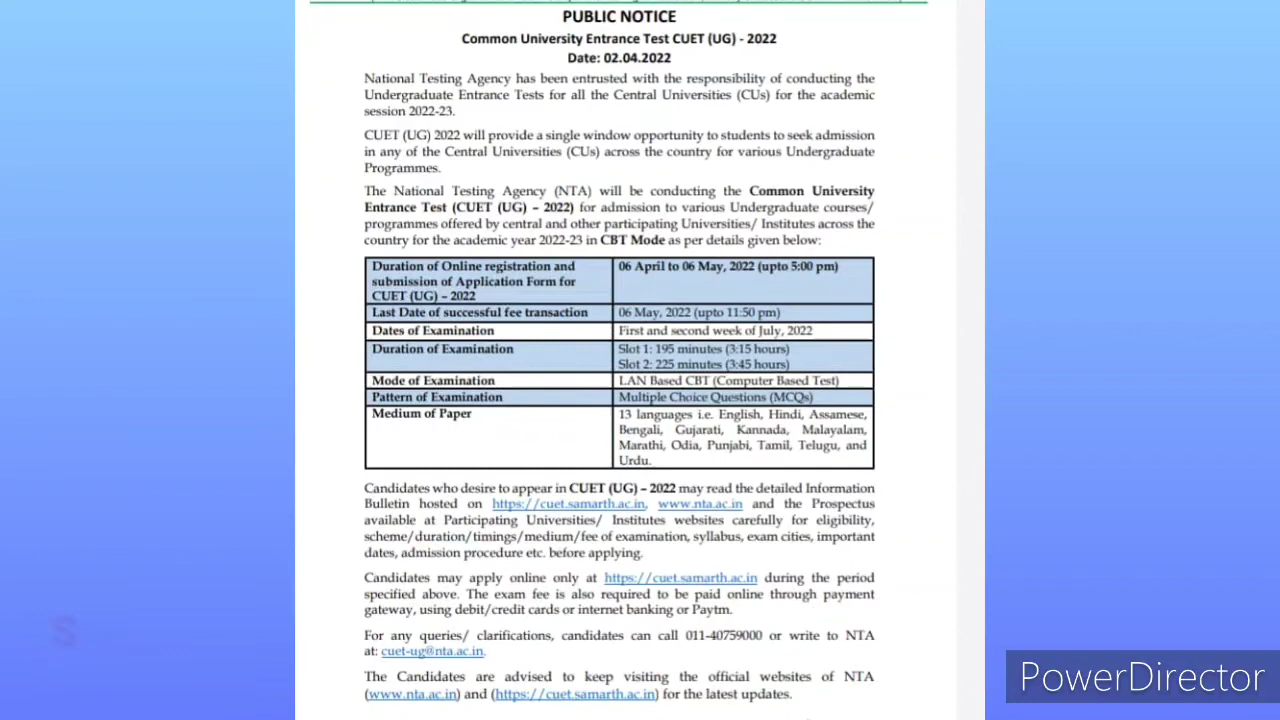 PUBLIC NOTICE
Common University Entrance Test CUET (UG) - 2022
Date: 02.04.2022
National Testing Agency has been entrusted with the responsibility of conducting the
Undergraduate Entrance Tests for all the Central Universities (CUs) for the academic
session 2022-23.
CUET (UG) 2022 will provide a single window opportunity to students to seek admission
in any of the Central Universities (CUs) across the country for various Undergraduate
Programmes.
The National Testing Agency (NTA) will be conducting the Common University
Entrance Test (CUET (UG) – 2022) for admission to various Undergraduate courses/
programmes offered by central and other participating Universities/ Institutes across the
country for the academic year 2022-23 in CBT Mode as per details given below:
Duration of Online registration and 06 April to 06 May, 2022 (upto 5:00 pm)
submission of Application Form for
CUET (UG) – 2022
Last Date of successful fee transaction 06 May, 2022 (upto 11:50 pm)
Dates of Examination First and second week of July, 2022
Duration of Examination Slot 1: 195 minutes (3:15 hours)
Slot 2: 225 minutes (3:45 hours)
Mode of Examination LAN Based CBT (Computer Based Test)
Pattern of Examination Multiple Choice Questions (MCQs)
Medium of Paper 13 languages i.e. English, Hindi, Assamese,
Bengali, Gujarati, Kannada, Malayalam,
Marathi, Odia, Punjabi, Tamil, Telugu, and
Urdu.
Candidates who desire to appear in CUET (UG) – 2022 may read the detailed Information
Bulletin hosted on https://cuet.samarth.ac.in, www.nta.ac.in and the Prospectus
available at Participating Universities/ Institutes websites carefully for eligibility,
scheme/duration/timings/medium/fee of examination, syllabus, exam cities, important
dates, admission procedure etc. before applying.
Candidates may apply online only at https://cuet.samarth.ac.in during the period
specified above. The exam fee is also required to be paid online through payment
gateway, using debit/credit cards or internet banking or Paytm.
For any queries/ clarifications, candidates can call 011-40759000 or write to NTA
at: cuet-ug@nta.ac.in.
The Candidates are advised to keep visiting the official websites of NTA
(www.nta.ac.in) and (https://cuet.samarth.ac.in) for the latest updates.
S
PowerDirector